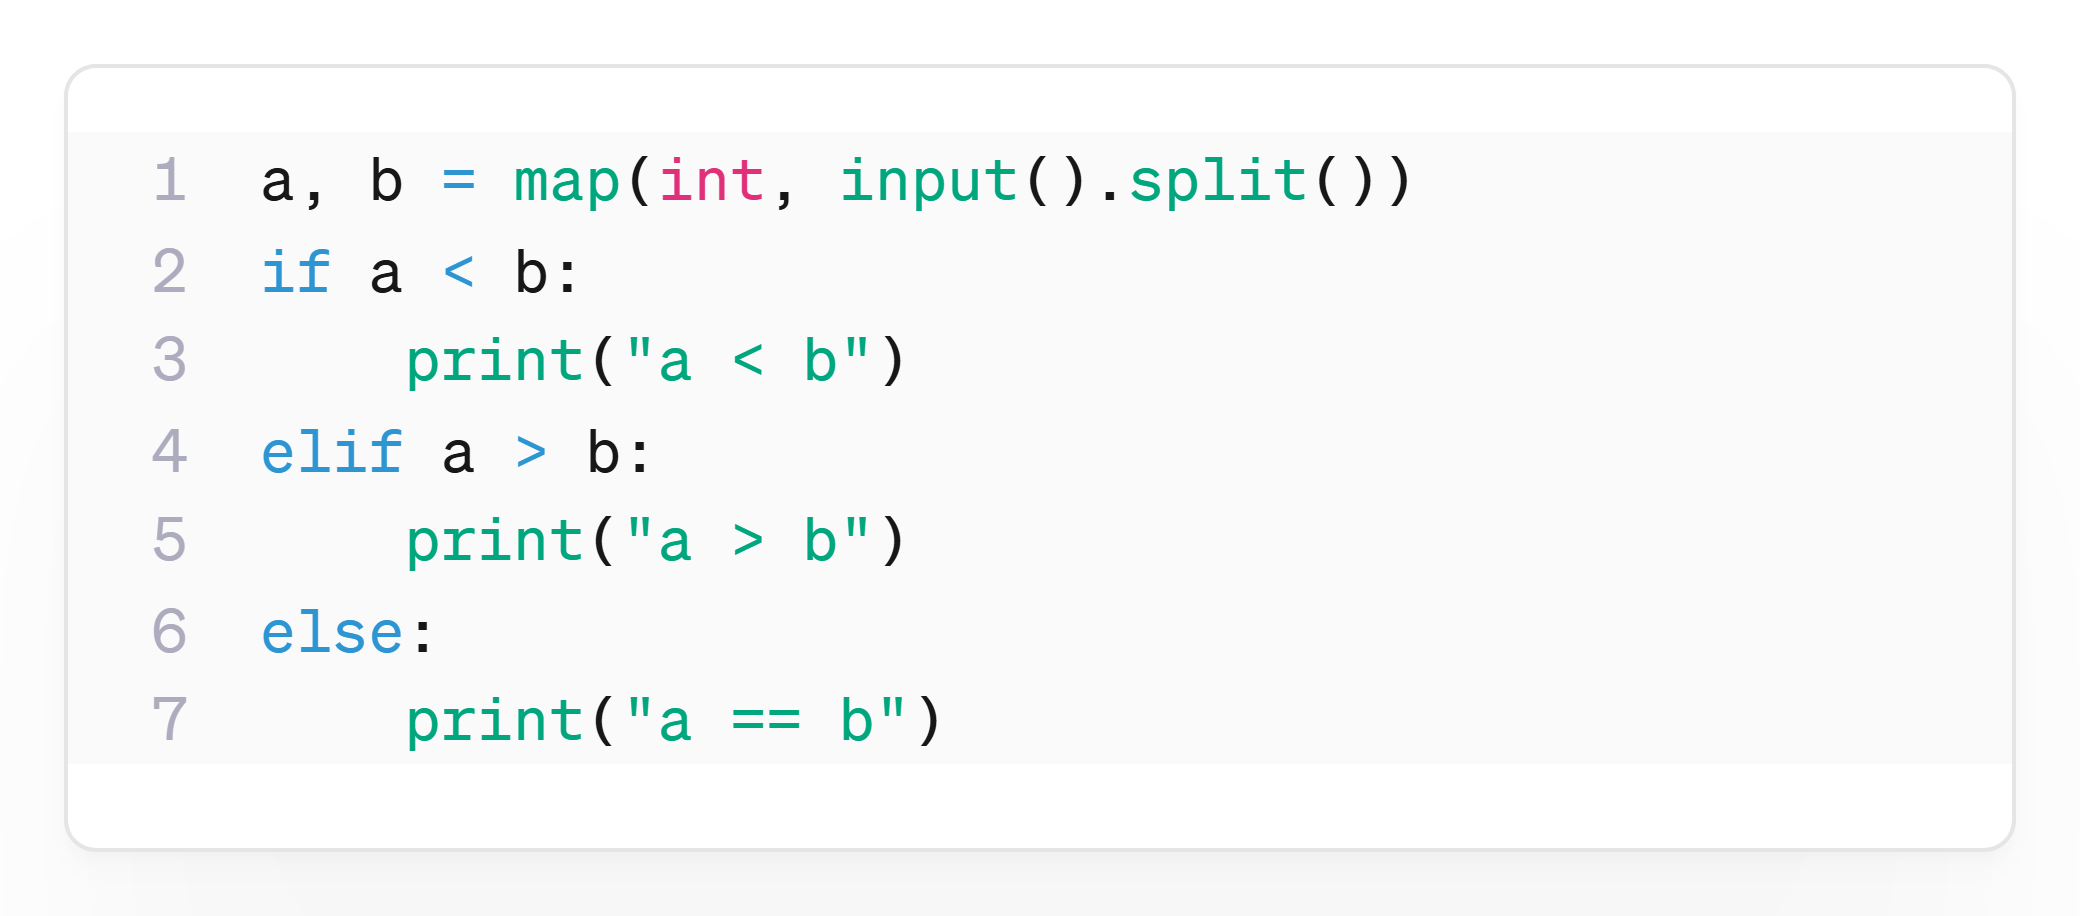 1 a, b = map(int, input().split())
2 if a < b:
3     print("a < b")
4 elif a > b:
5     print("a > b")
6 else:
7     print("a == b")